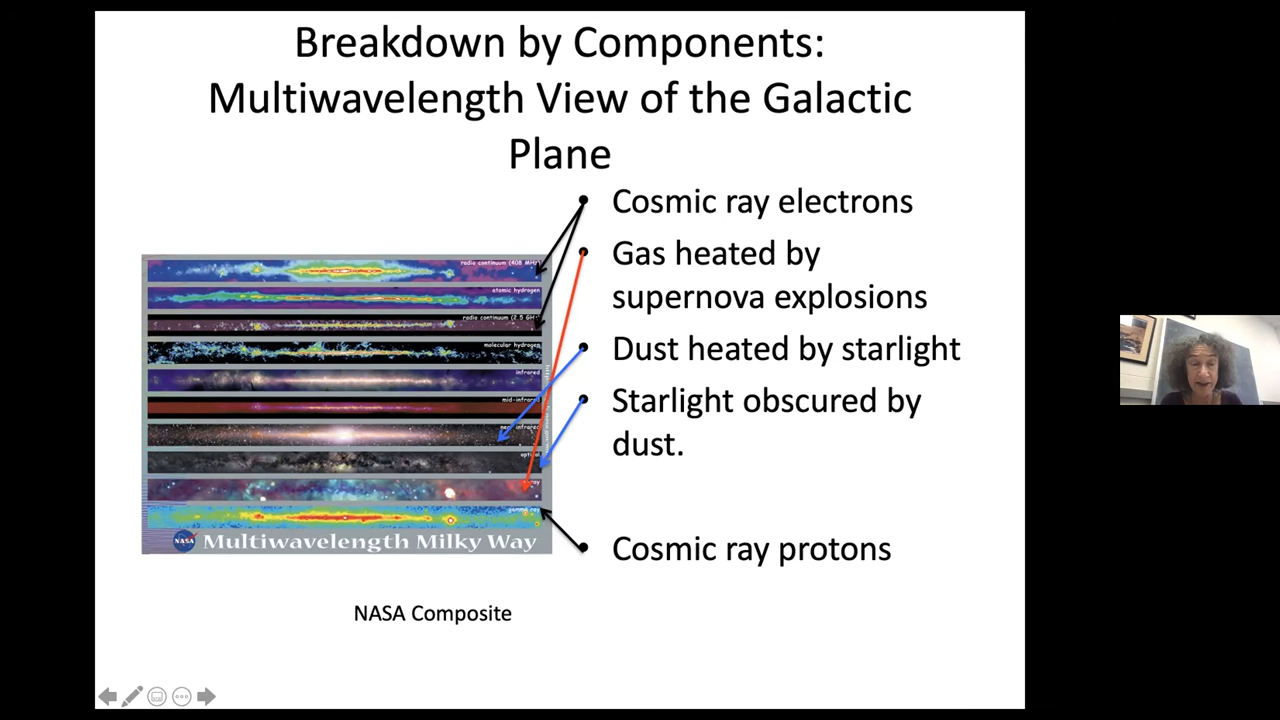 Breakdown by Components:
Multiwavelength View of the Galactic
Plane
Cosmic ray electrons
Gas heated by
supernova explosions
Dust heated by starlight
Starlight obscured by
dust.
Cosmic ray protons
radio continuum (408 MHz)
atomic hydrogen
radio continuum (2.5 GHz)
molecular hydrogen
infrared
mid-infrared
near infrared
optical
gamma ray
NASA Multiwavelength Milky Way
NASA Composite